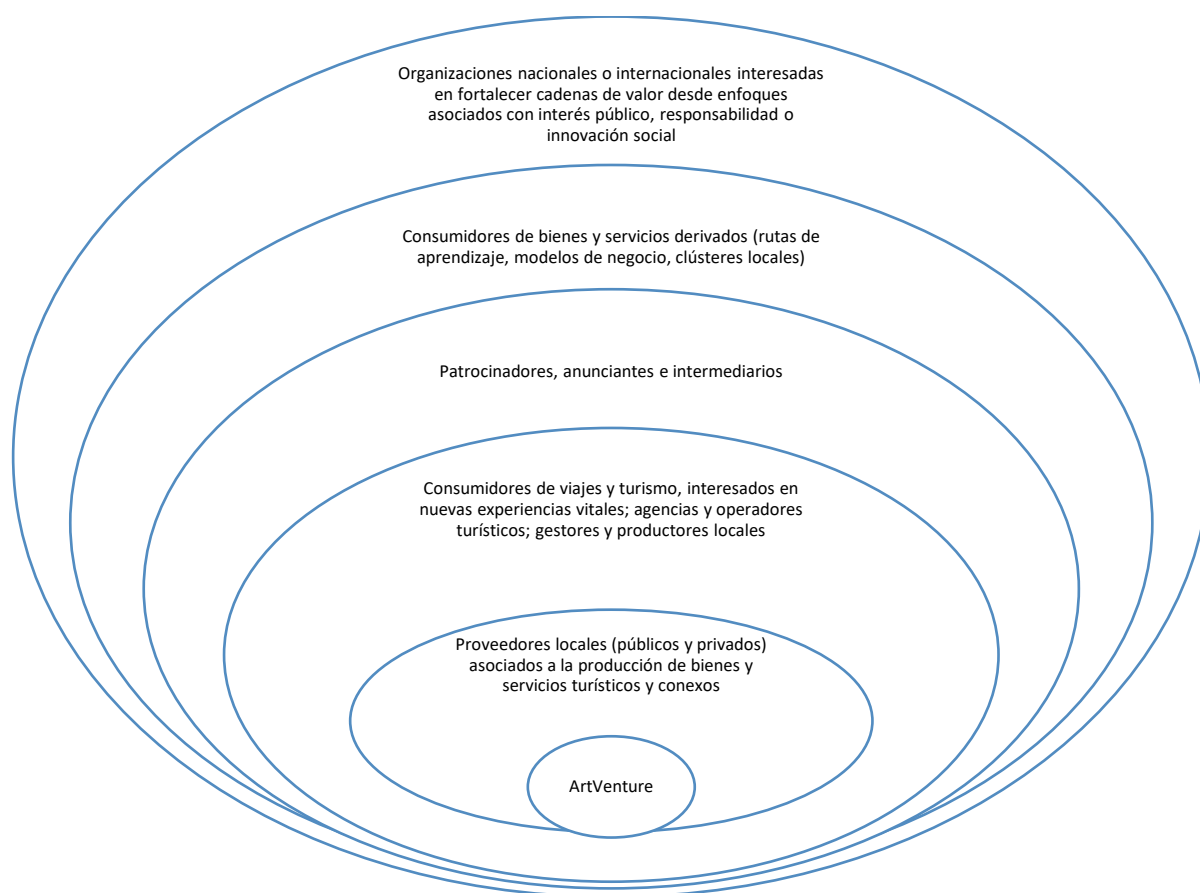 Organizaciones nacionales o internacionales interesadas
en fortalecer cadenas de valor desde enfoques
asociados con interés público, responsabilidad o
innovación social
Consumidores de bienes y servicios derivados (rutas de
aprendizaje, modelos de negocio, clústeres locales)
Patrocinadores, anunciantes e intermediarios
Consumidores de viajes y turismo, interesados en
nuevas experiencias vitales; agencias y operadores
turísticos; gestores y productores locales
Proveedores locales (públicos y privados)
asociados a la producción de bienes y
servicios turísticos y conexos
ArtVenture